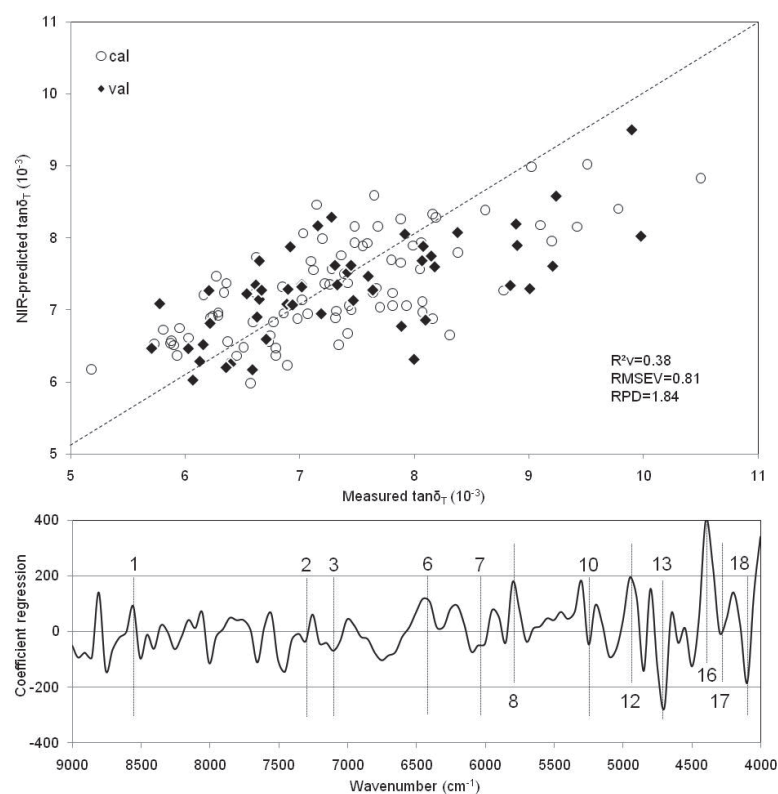 11
10
9
8
7
6
5
NIR-predicted tanδT (10-3)
cal
val
R²v=0.38
RMSEV=0.81
RPD=1.84
5 6 7 8 9 10 11
Measured tanδT (10-3)
400
200
0
-200
-400
Coefficient regression
1 2 3 6 7 10 13 18
16
8 12 17
9000 8500 8000 7500 7000 6500 6000 5500 5000 4500 4000
Wavenumber (cm-1)